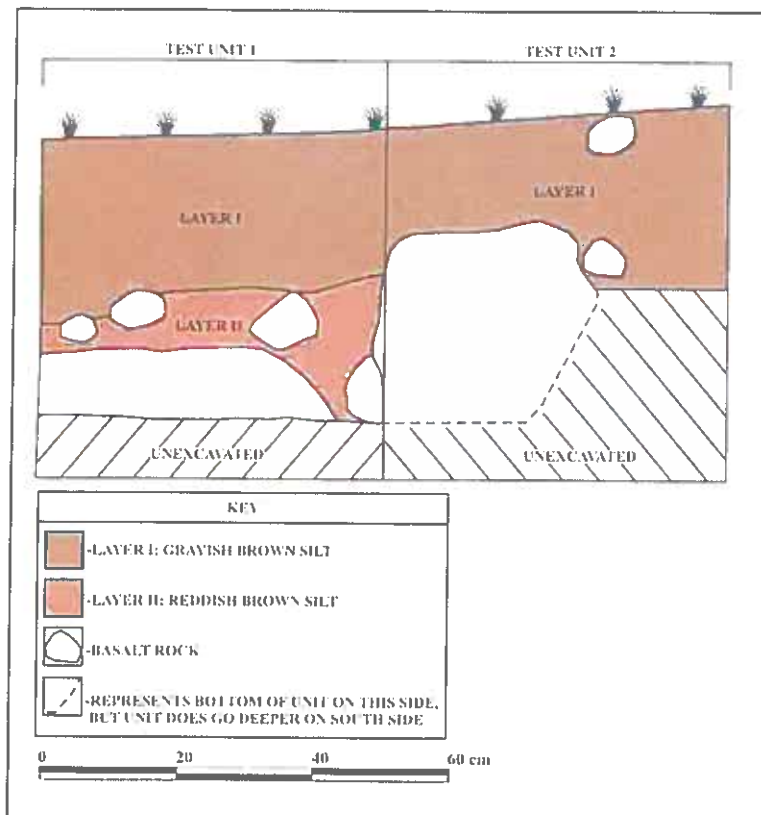 TEST UNIT 1
TEST UNIT 2
LAYER I
LAYER I
LAYER II
UNEXCAVATED
UNEXCAVATED
KEY
-LAYER I: GRAYISH BROWN SILT
-LAYER II: REDDISH BROWN SILT
-BASALT ROCK
-REPRESENTS BOTTOM OF UNIT ON THIS SIDE,
BUT UNIT DOES GO DEEPER ON SOUTH SIDE
0 20 40 60 cm